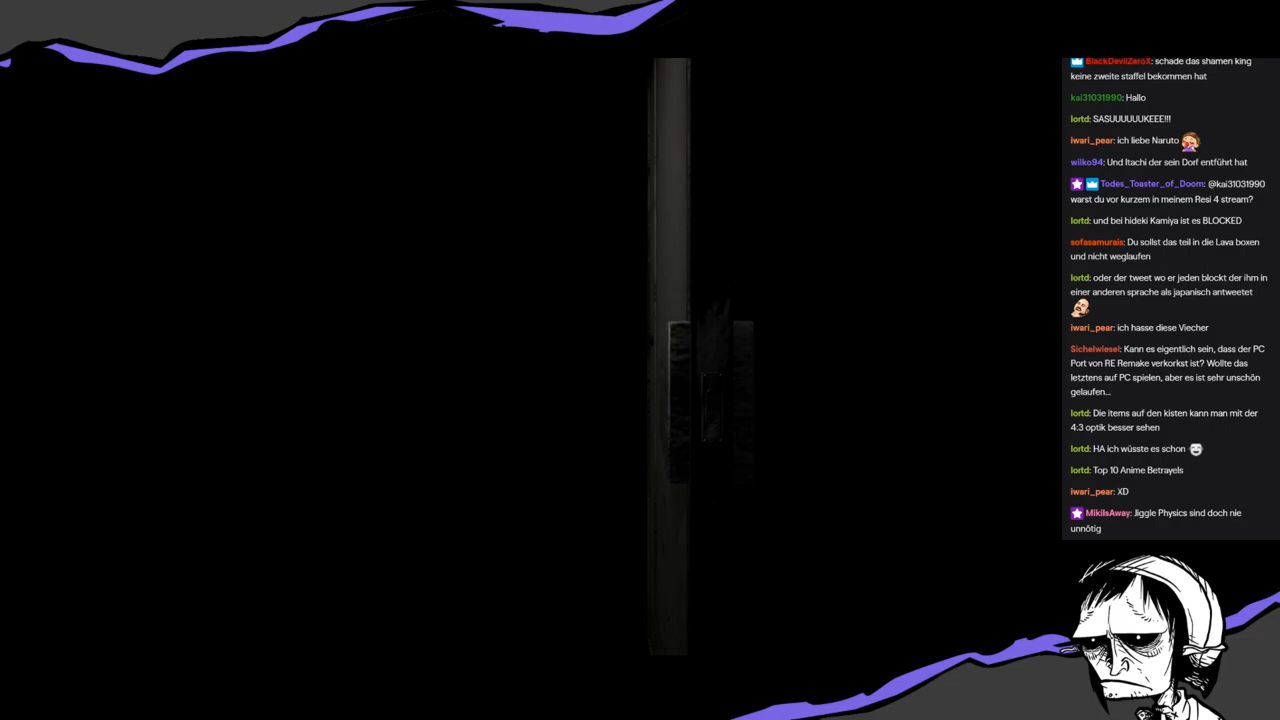 BlackDevilZeroX: schade das shamen king
keine zweite staffel bekommen hat
kai31031990: Hallo
lortd: SASUUUUUUKEEE!!!
iwari_pear: ich liebe Naruto
wilko94: Und Itachi der sein Dorf entführt hat
Todes_Toaster_of_Doom: @kai31031990
warst du vor kurzem in meinem Resi 4 stream?
lortd: und bei hideki Kamiya ist es BLOCKED
sofasamurais: Du sollst das teil in die Lava boxen
und nicht weglaufen
lortd: oder der tweet wo er jeden blockt der ihm in
einer anderen sprache als japanisch antweetet
iwari_pear: ich hasse diese Viecher
Sichelwiesel: Kann es eigentlich sein, dass der PC
Port von RE Remake verkorkst ist? Wollte das
letztens auf PC spielen, aber es ist sehr unschön
gelaufen...
lortd: Die items auf den kisten kann man mit der
4:3 optik besser sehen
lortd: HA ich wüsste es schon
lortd: Top 10 Anime Betrayels
iwari_pear: XD
MikiIsAway: Jiggle Physics sind doch nie
unnötig